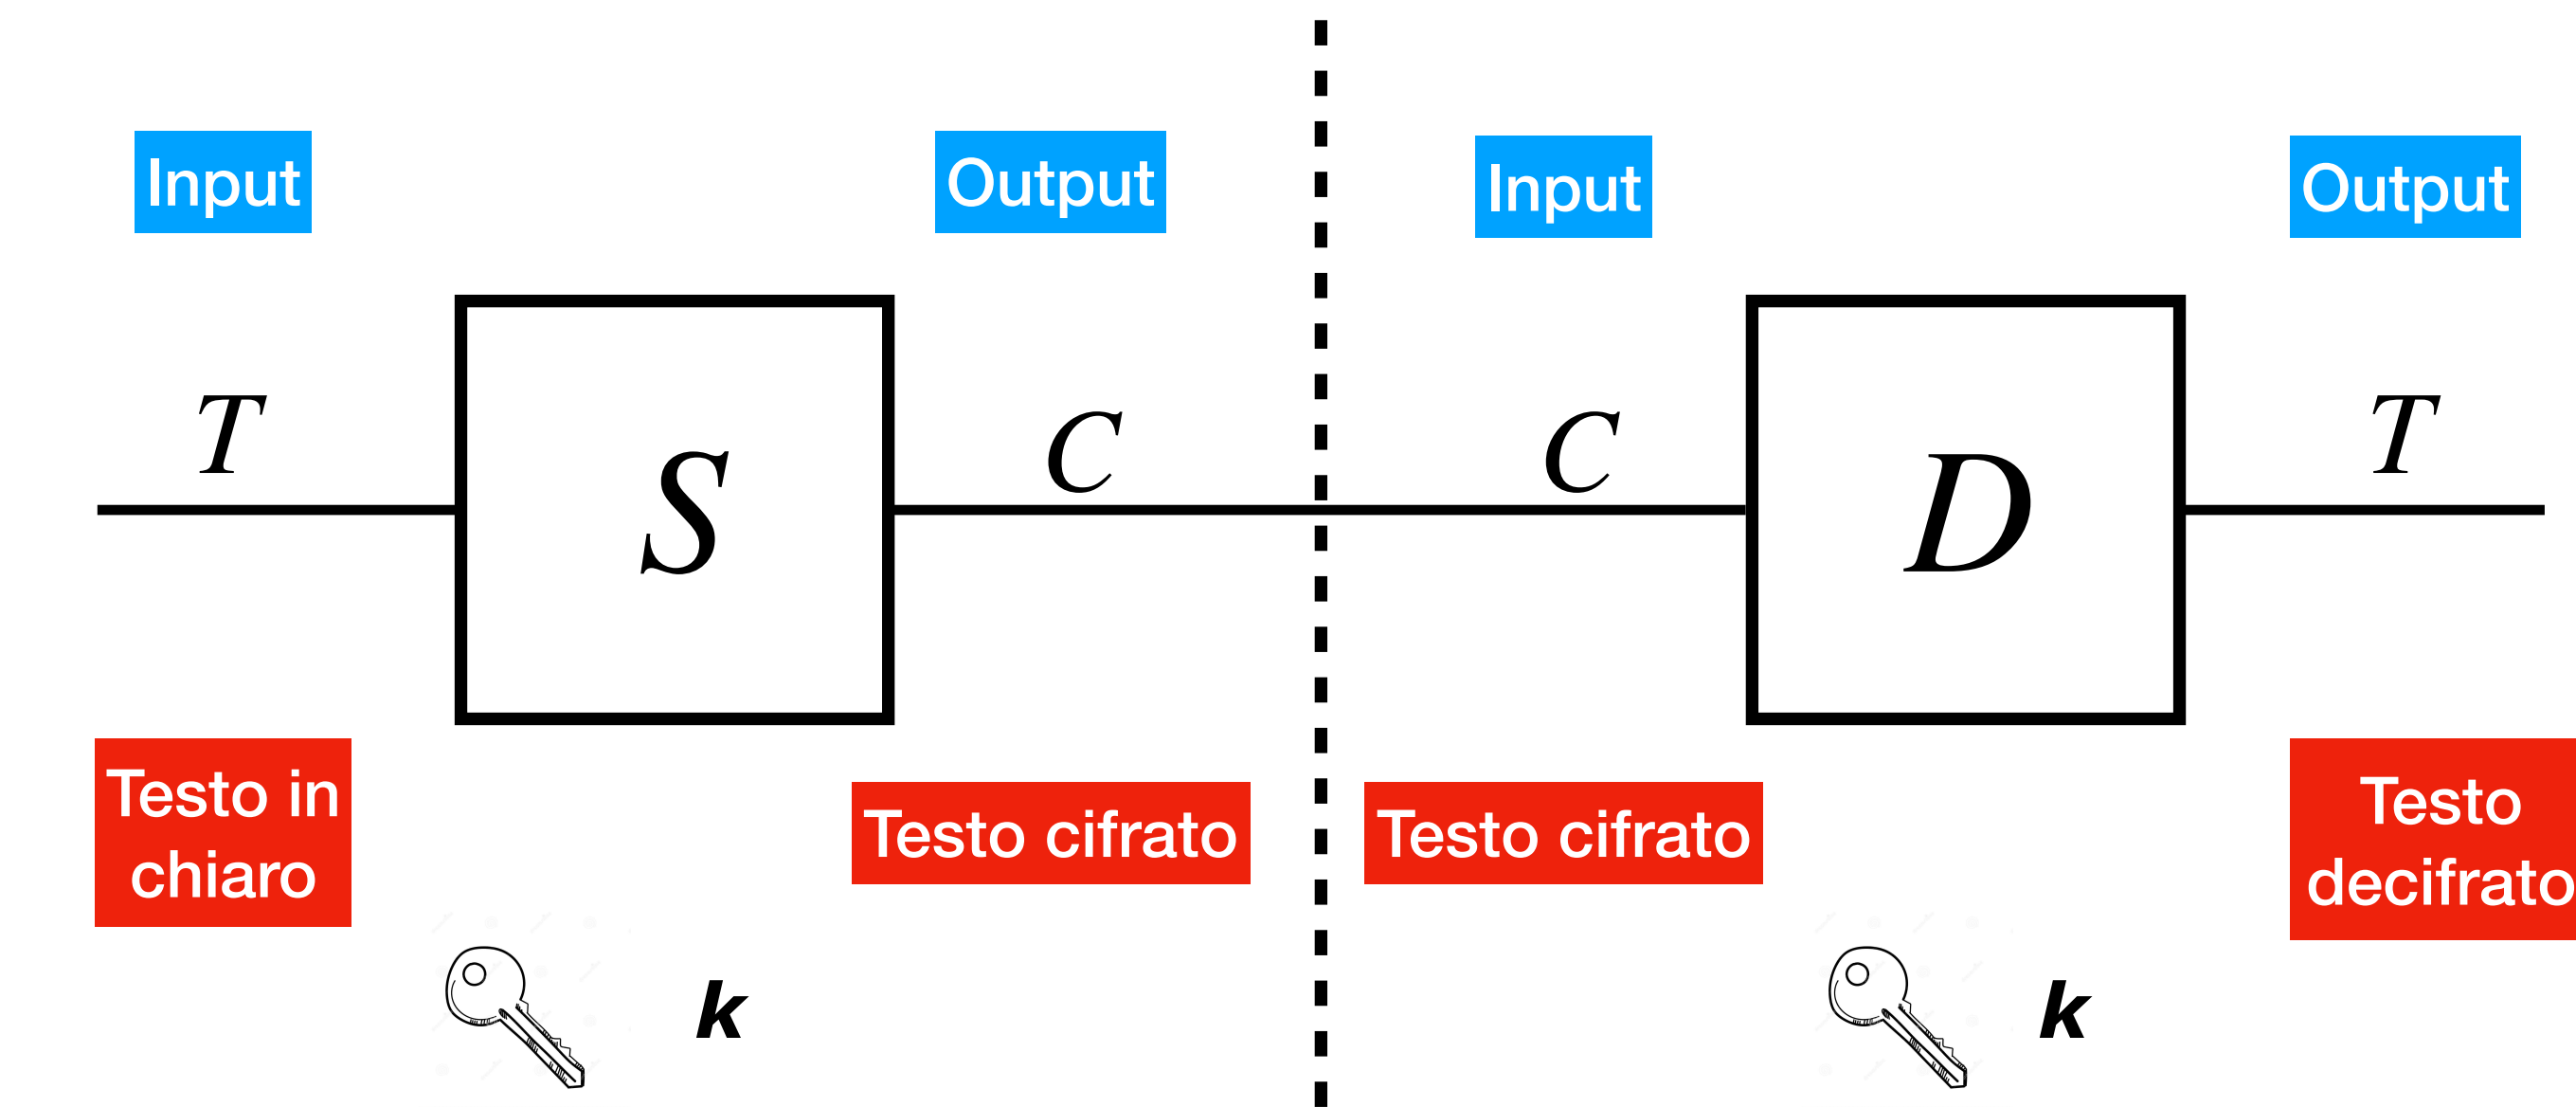 Input
Output
Input
Output
T
S
C
C
D
T
Testo in
chiaro
Testo cifrato
Testo cifrato
Testo
decifrato
k
k